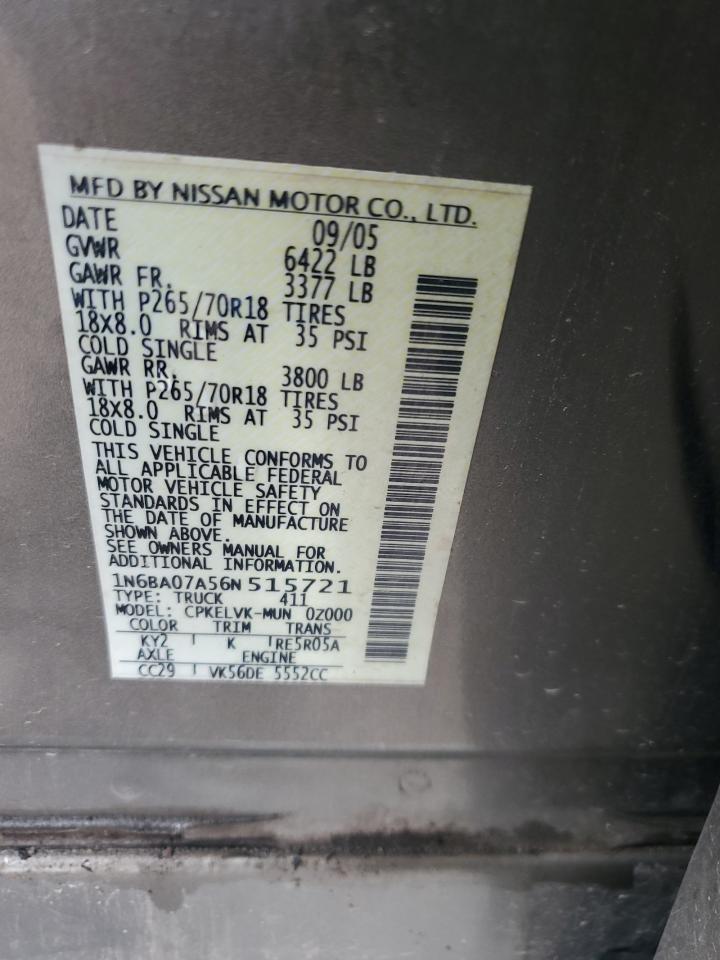 MFD BY NISSAN MOTOR CO., LTD.
DATE 09/05
GVWR 6422 LB
GAWR FR. 3377 LB
WITH P265/70R18 TIRES
18X8.0 RIMS AT 35 PSI
COLD SINGLE
GAWR RR. 3800 LB
WITH P265/70R18 TIRES
18X8.0 RIMS AT 35 PSI
COLD SINGLE
THIS VEHICLE CONFORMS TO
ALL APPLICABLE FEDERAL
MOTOR VEHICLE SAFETY
STANDARDS IN EFFECT ON
THE DATE OF MANUFACTURE
SHOWN ABOVE.
SEE OWNERS MANUAL FOR
ADDITIONAL INFORMATION.
1N6BA07A56N 515721
TYPE: TRUCK 411
MODEL: CPKELVK-MUN 0Z000
COLOR TRIM TRANS
KY2 K RE5R05A
AXLE ENGINE
CC29 VK56DE 5552CC